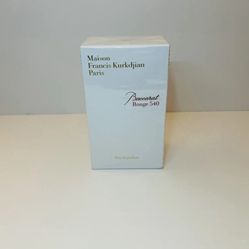 Maison
Francis Kurkdjian
Paris
Baccarat
Rouge 540
Eau de parfum